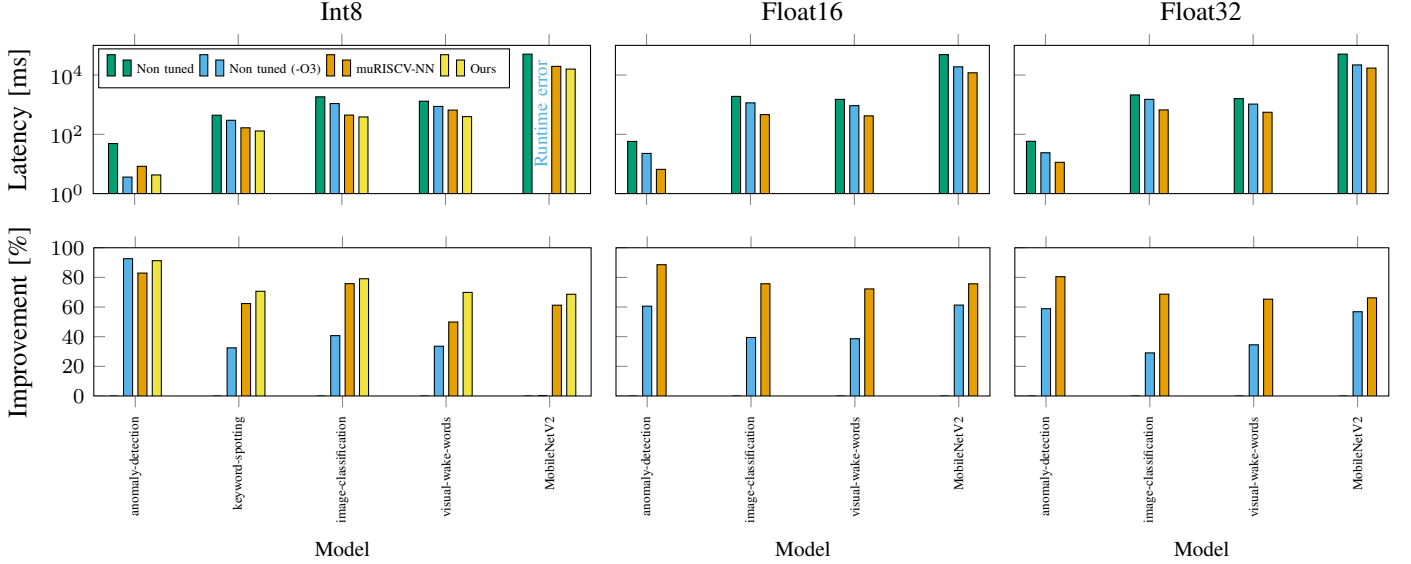 Int8
Float16
Float32
Latency [ms]
10^4
10^2
10^0
Non tuned
Non tuned (-O3)
muRISCV-NN
Ours
Runtime error
Improvement [%]
100
80
60
40
20
0
anomaly-detection
keyword-spotting
image-classification
visual-wake-words
MobileNetV2
anomaly-detection
image-classification
visual-wake-words
MobileNetV2
anomaly-detection
image-classification
visual-wake-words
MobileNetV2
Model
Model
Model